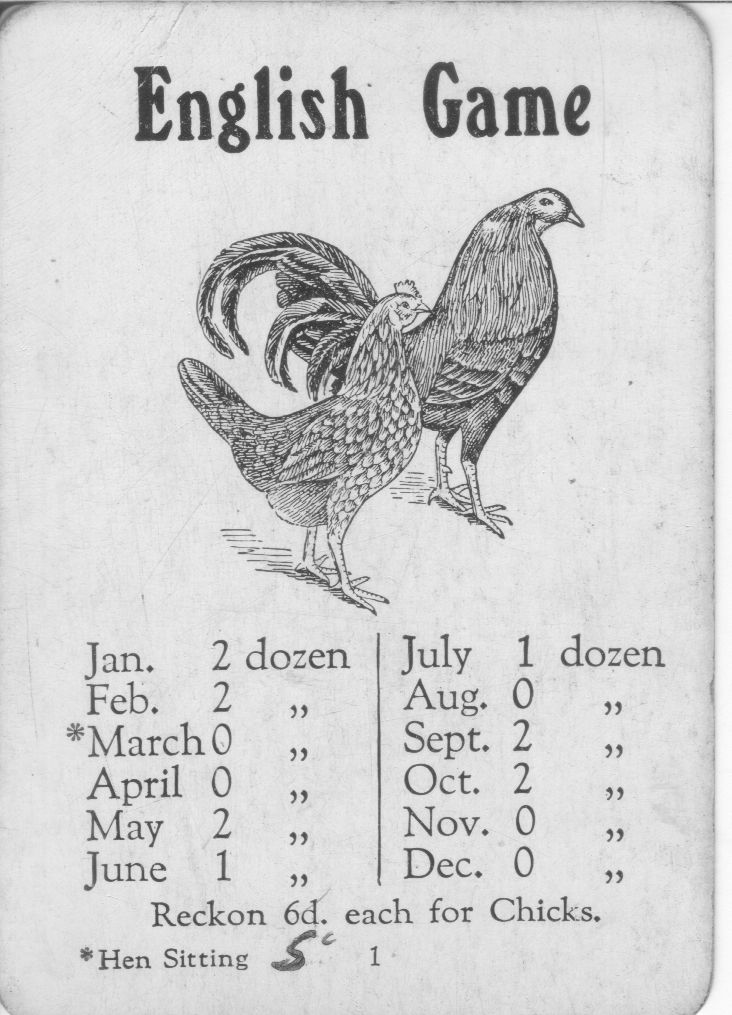 English Game
Jan. 2 dozen
Feb. 2 „
*March 0 „
April 0 „
May 2 „
June 1 „
July 1 dozen
Aug. 0 „
Sept. 2 „
Oct. 2 „
Nov. 0 „
Dec. 0 „
Reckon 6d. each for Chicks.
*Hen Sitting 5 1